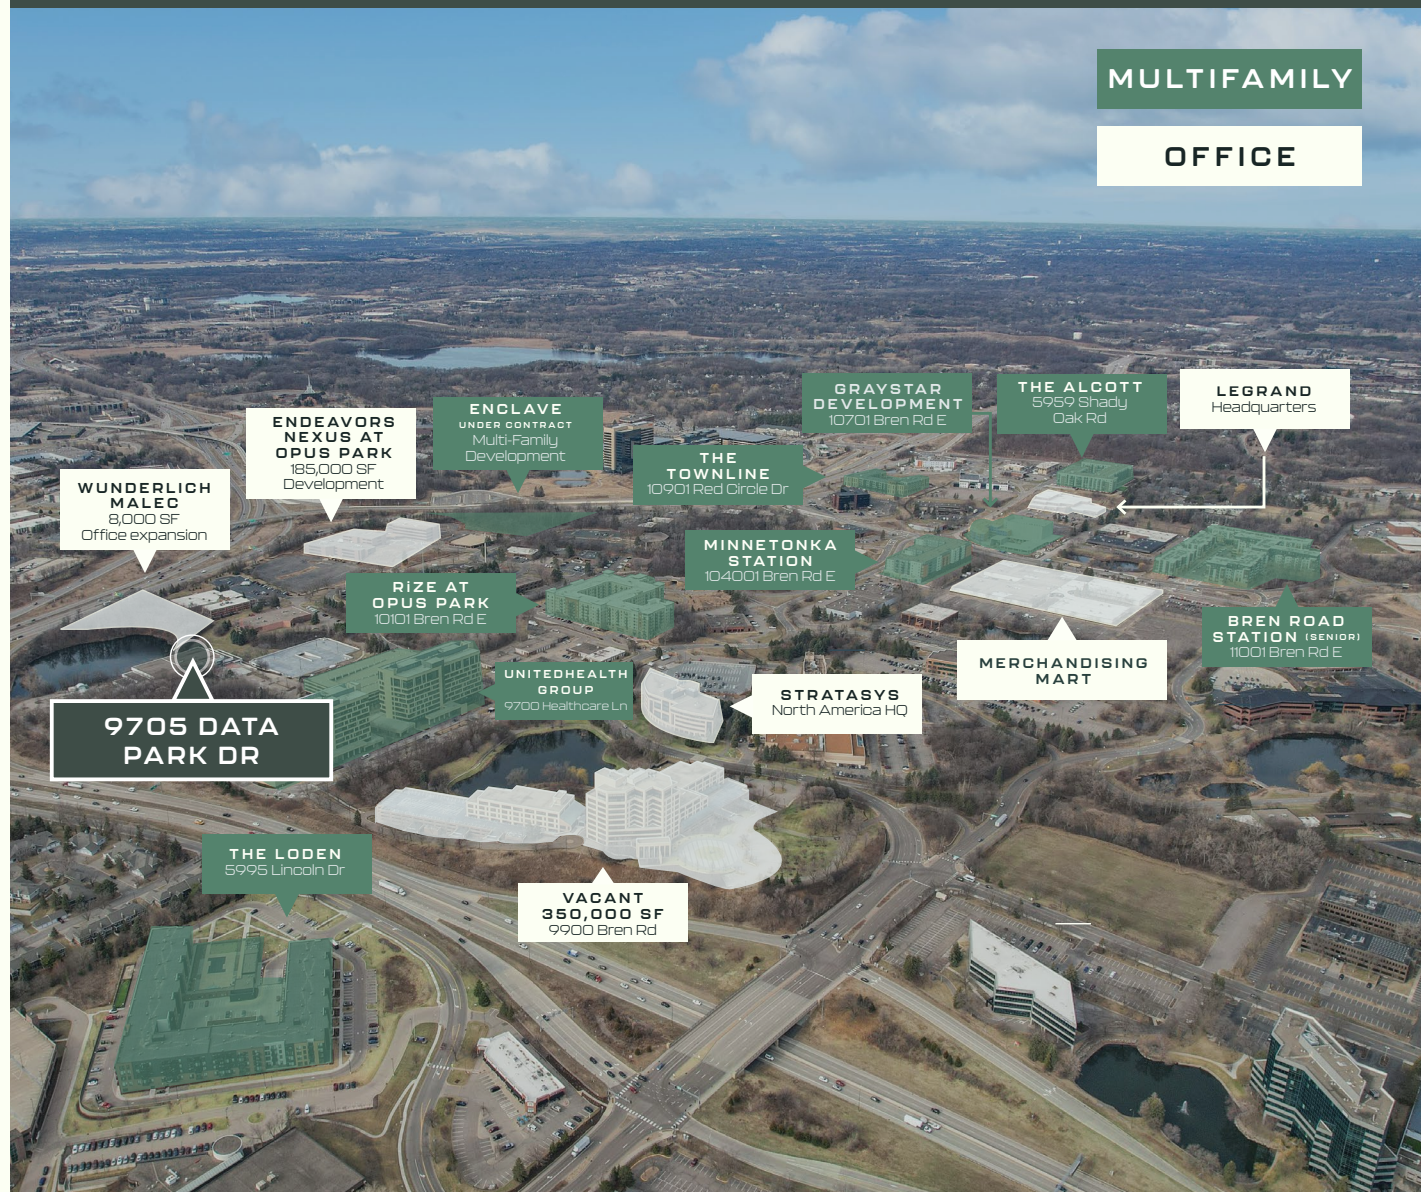 MULTIFAMILY
OFFICE
GRAYSTAR
DEVELOPMENT
10701 Bren Rd E
THE ALCOTT
5959 Shady
Oak Rd
LEGRAND
Headquarters
ENCLAVE
UNDER CONTRACT
Multi-Family
Development
ENDEAVORS
NEXUS AT
OPUS PARK
185,000 SF
Development
THE
TOWNLINE
10901 Red Circle Dr
WUNDERLICH
MALEC
8,000 SF
Office expansion
MINNETONKA
STATION
104001 Bren Rd E
RiZE AT
OPUS PARK
10101 Bren Rd E
BREN ROAD
STATION (SENIOR)
11001 Bren Rd E
MERCHANDISING
MART
UNITEDHEALTH
GROUP
9700 Healthcare Ln
STRATASYS
North America HQ
9705 DATA
PARK DR
THE LODEN
5995 Lincoln Dr
VACANT
350,000 SF
9900 Bren Rd